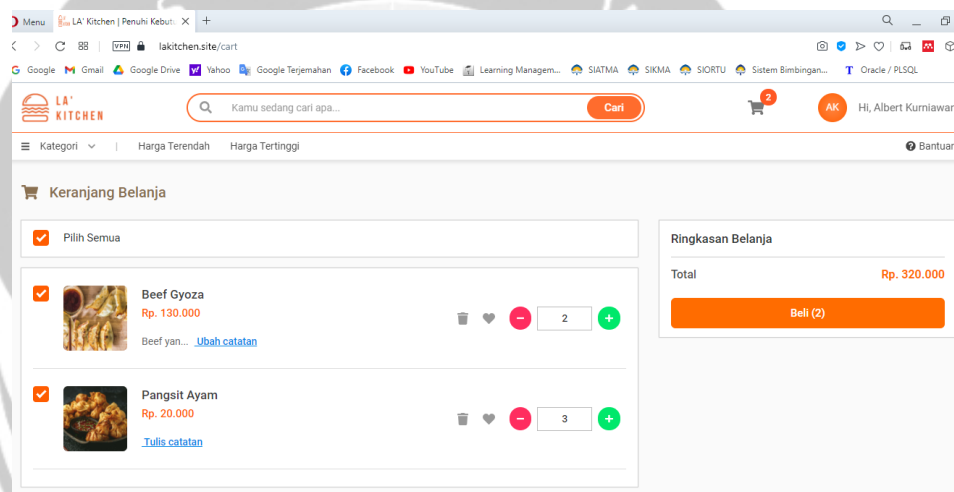 Menu
LA' Kitchen | Penuhi Kebutu
VPN
lakitchen.site/cart
Google
Gmail
Google Drive
Yahoo
Google Terjemahan
Facebook
YouTube
Learning Managem...
SIATMA
SIKMA
SIORTU
Sistem Bimbingan...
Oracle / PLSQL
LA'
KITCHEN
Kamu sedang cari apa...
Cari
2
AK
Hi, Albert Kurniawan
Kategori
Harga Terendah
Harga Tertinggi
Bantuan
Keranjang Belanja
Pilih Semua
Beef Gyoza
Rp. 130.000
Beef yan... Ubah catatan
2
Pangsit Ayam
Rp. 20.000
Tulis catatan
3
Ringkasan Belanja
Total Rp. 320.000
Beli (2)